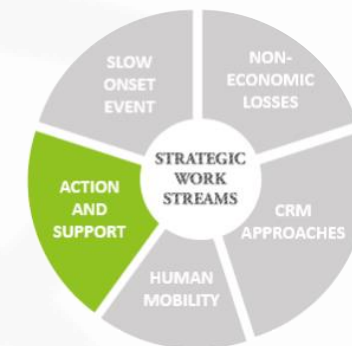 SLOW
ONSET
EVENT
NON-
ECONOMIC
LOSSES
STRATEGIC
WORK
STREAMS
ACTION
AND
SUPPORT
CRM
APPROACHES
HUMAN
MOBILITY